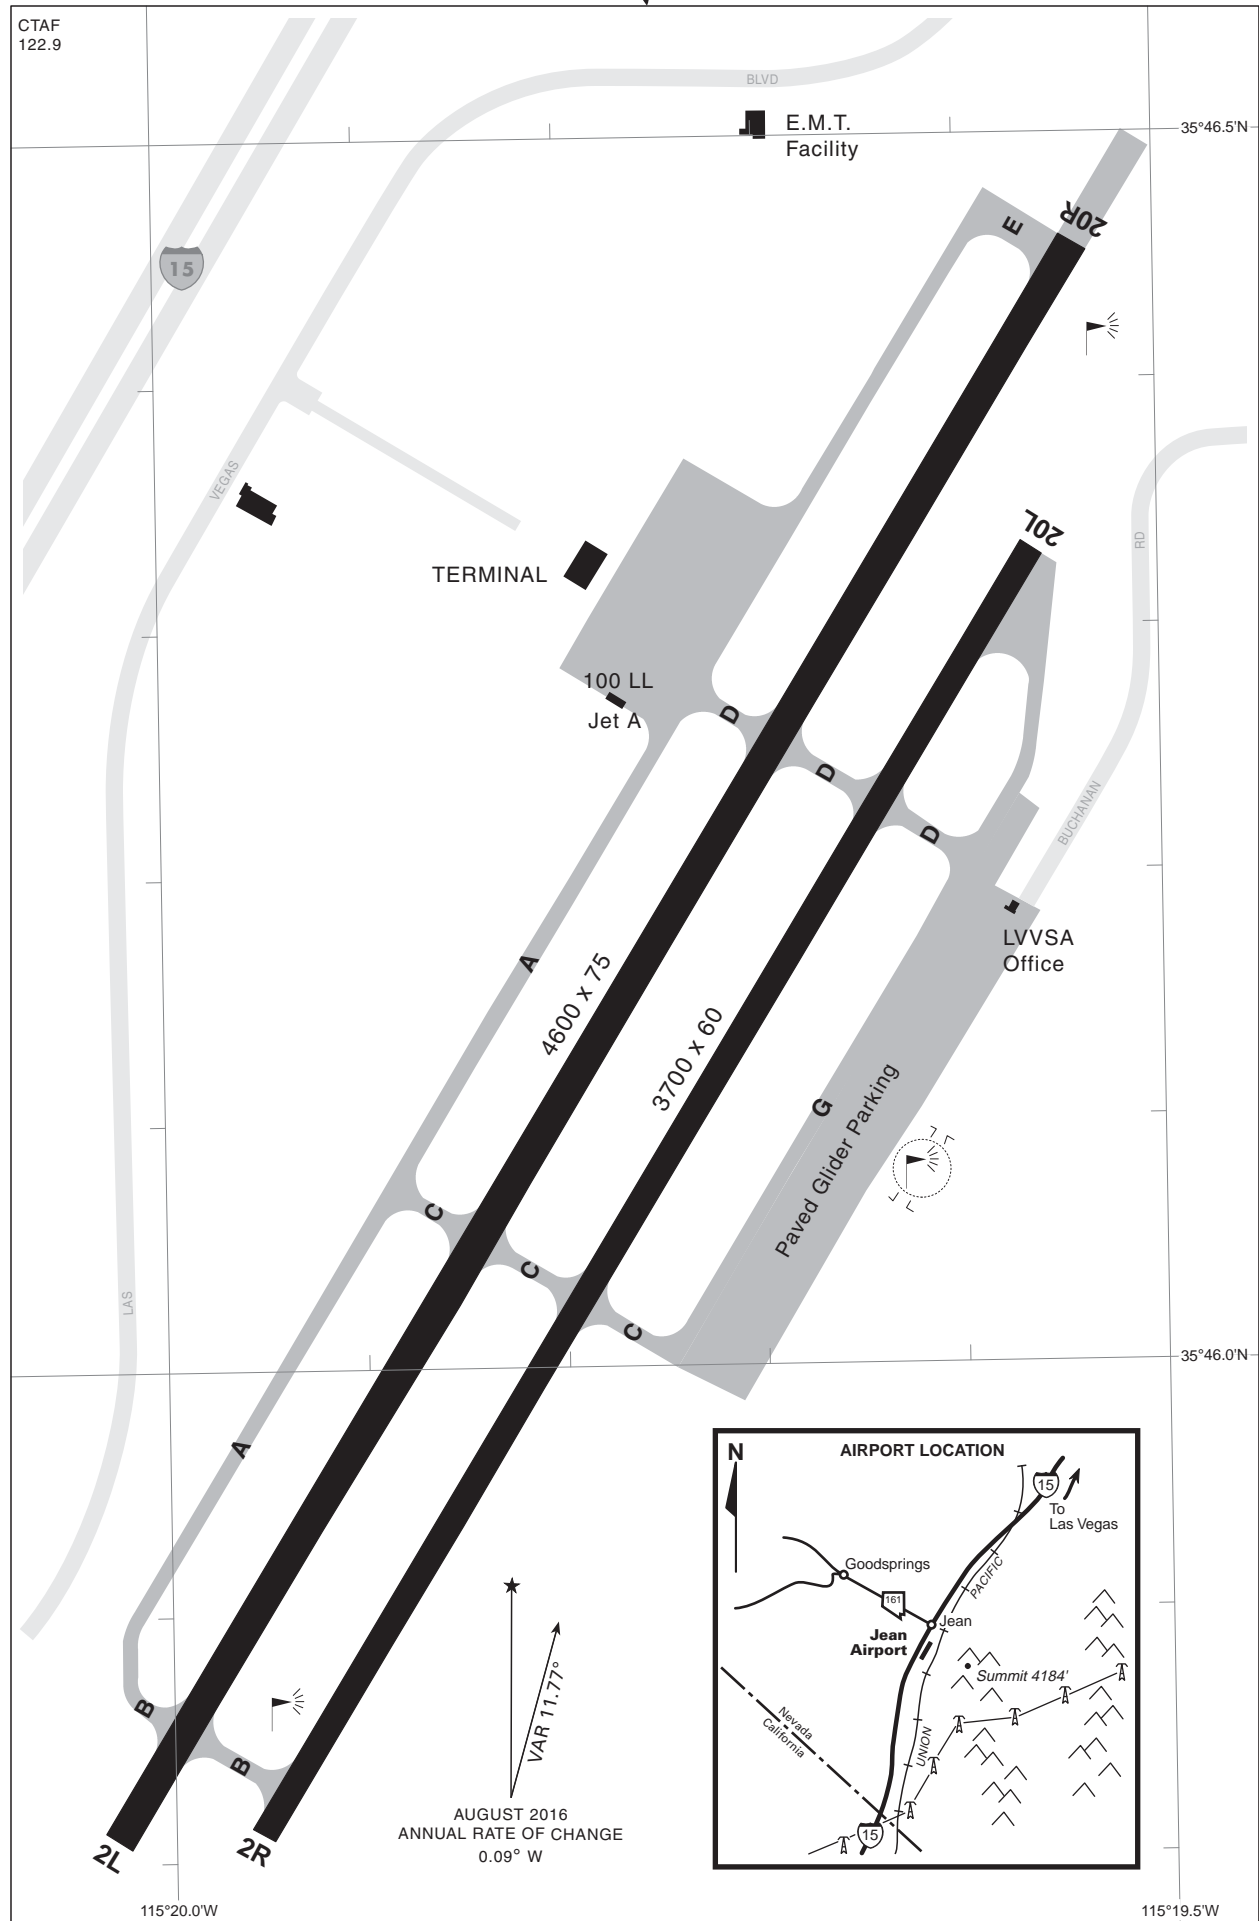 CTAF
122.9
BLVD
E.M.T.
Facility
35°46.5'N
20R
E
15
VEGAS
20L
RD
TERMINAL
100 LL
Jet A
D
D
D
BUCHANAN
LVVSA
Office
A
4600 x 75
3700 x 60
G
Paved Glider Parking
C
C
C
LAS
35°46.0'N
A
B
B
2L
2R
VAR 11.77°
AUGUST 2016
ANNUAL RATE OF CHANGE
0.09° W
N
AIRPORT LOCATION
15
To
Las Vegas
Goodsprings
PACIFIC
161
Jean
Jean
Airport
Summit 4184'
Nevada
California
UNION
15
115°20.0'W
115°19.5'W